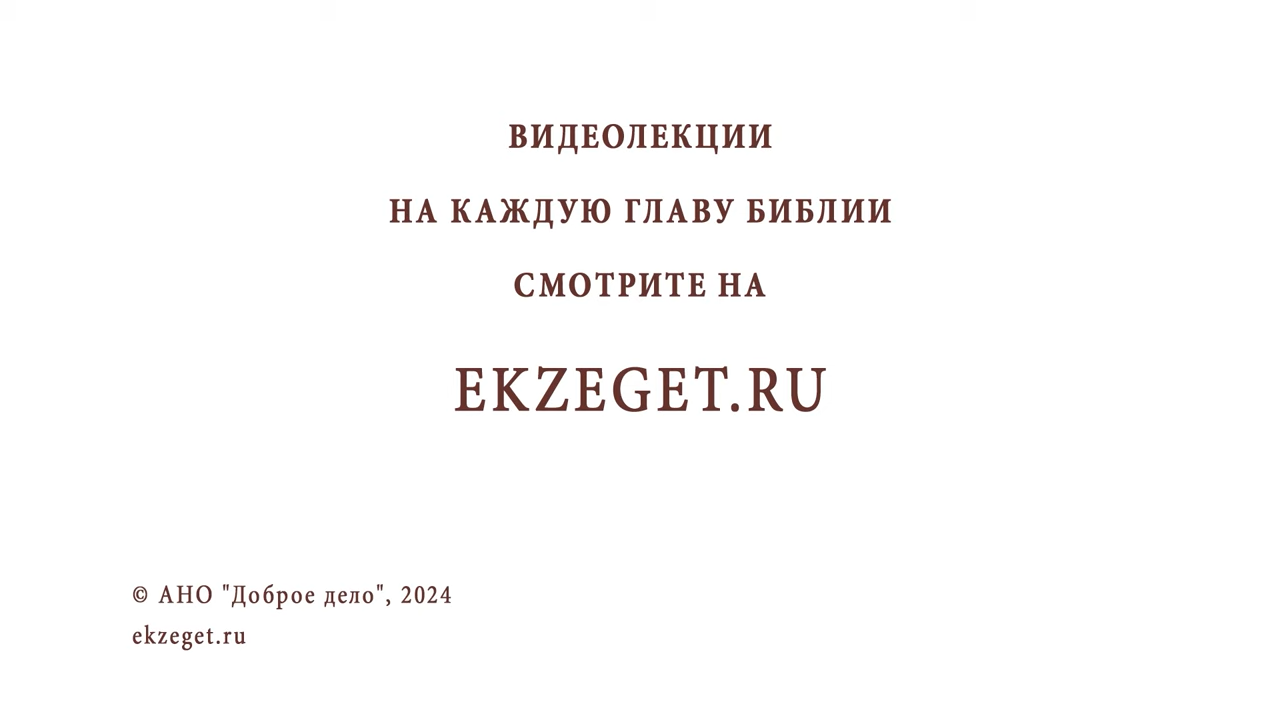 ВИДЕОЛЕКЦИИ
НА КАЖДУЮ ГЛАВУ БИБЛИИ
СМОТРИТЕ НА
EKZEGET.RU
© АНО "Доброе дело", 2024
ekzeget.ru